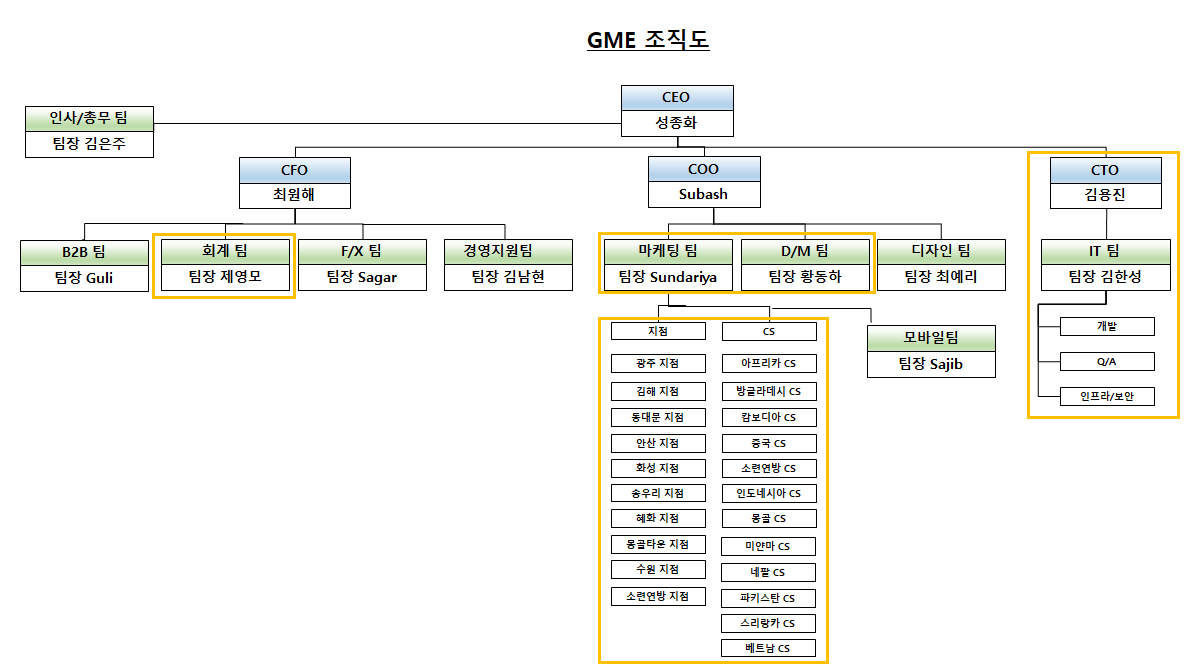 GME 조직도
CEO
성종화
인사/총무 팀
팀장 김은주
CFO
최원해
COO
Subash
CTO
김용진
B2B 팀
팀장 Guli
회계 팀
팀장 제영모
F/X 팀
팀장 Sagar
경영지원팀
팀장 김남현
마케팅 팀
팀장 Sundariya
D/M 팀
팀장 황동하
디자인 팀
팀장 최예리
IT 팀
팀장 김한성
지점
광주 지점
김해 지점
동대문 지점
안산 지점
화성 지점
송우리 지점
혜화 지점
몽골타운 지점
수원 지점
소련연방 지점
CS
아프리카 CS
방글라데시 CS
캄보디아 CS
중국 CS
소련연방 CS
인도네시아 CS
몽골 CS
미얀마 CS
네팔 CS
파키스탄 CS
스리랑카 CS
베트남 CS
모바일팀
팀장 Sajib
개발
Q/A
인프라/보안